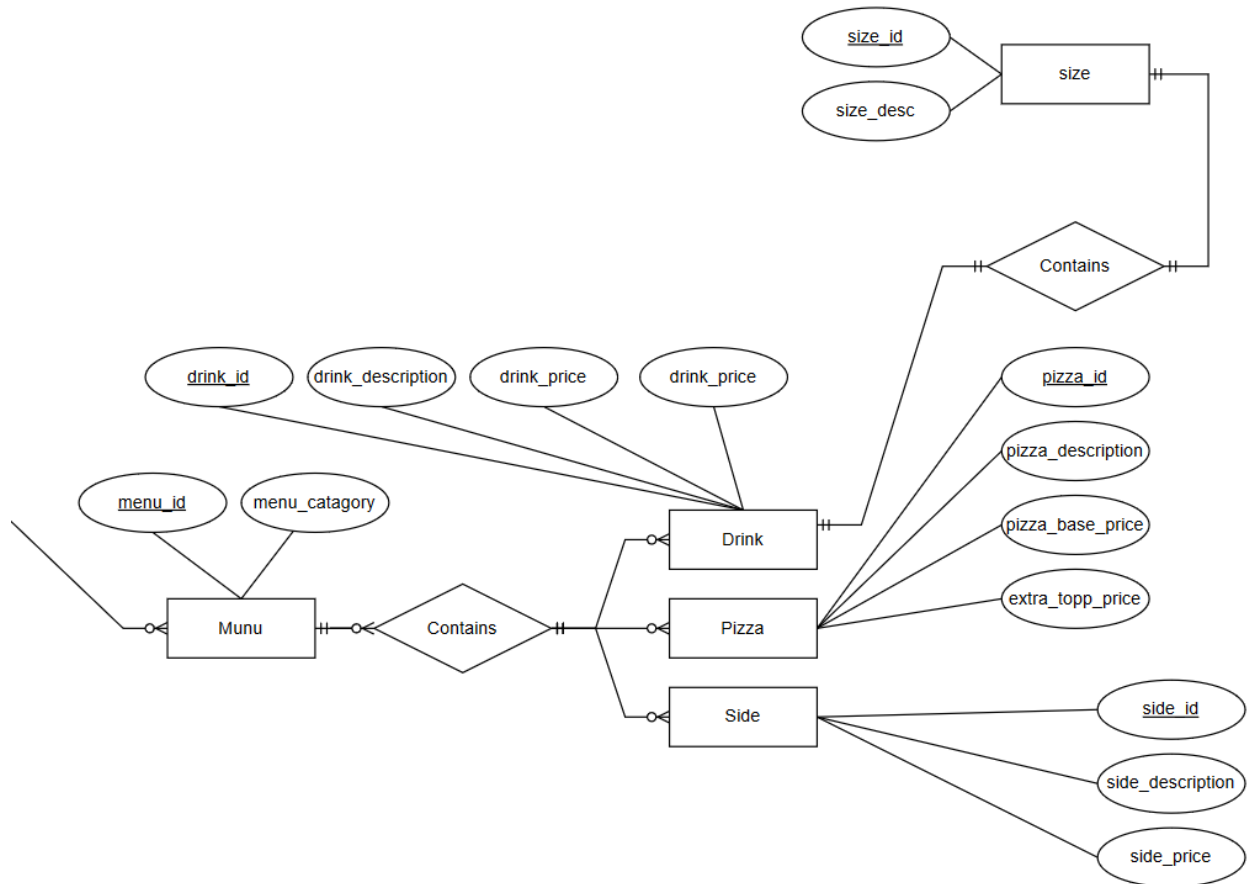 size_id
size
size_desc
Contains
drink_id
drink_description
drink_price
drink_price
pizza_id
pizza_description
menu_id
menu_catagory
pizza_base_price
Drink
extra_topp_price
Munu
Contains
Pizza
Side
side_id
side_description
side_price